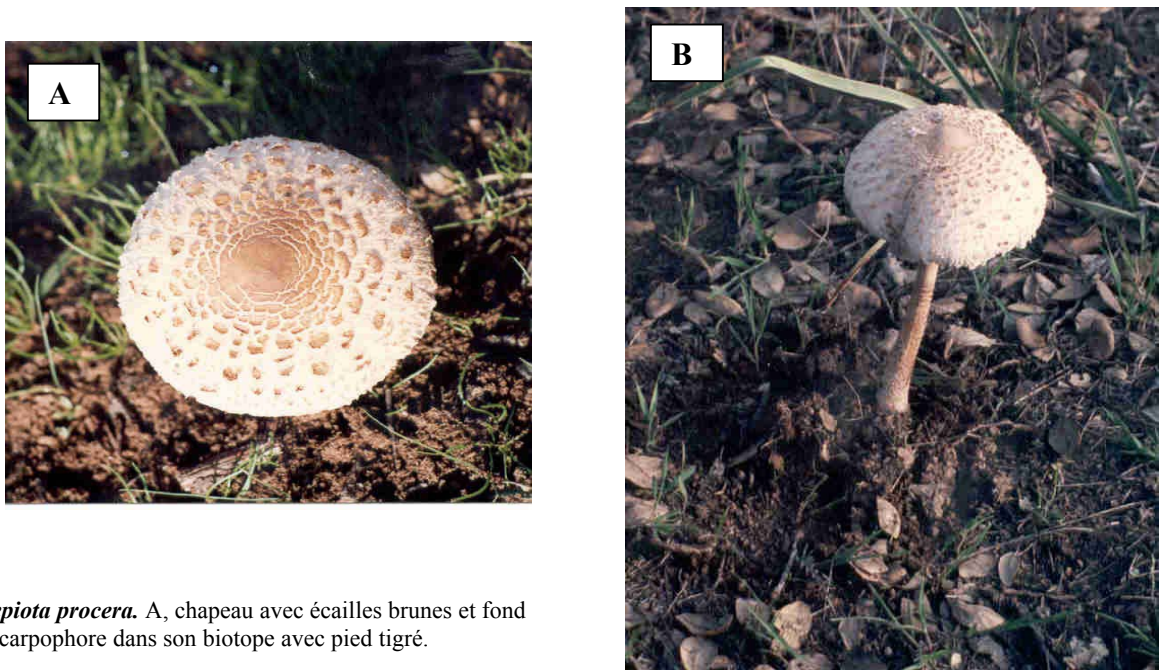 A
B
piota procera. A, chapeau avec écailles brunes et fond
carpophore dans son biotope avec pied tigré.